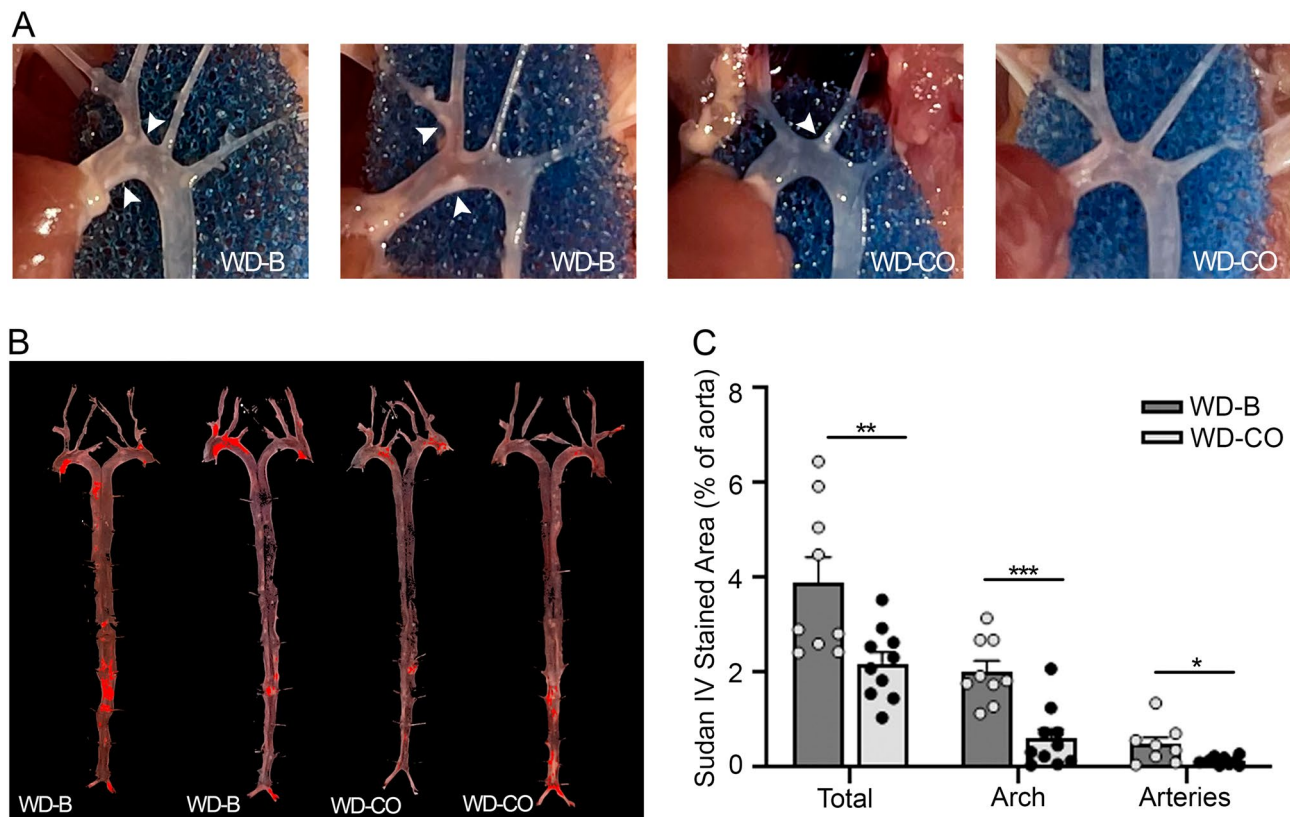 A
WD-B
WD-B
WD-CO
WD-CO
B
WD-B
WD-B
WD-CO
WD-CO
C
Sudan IV Stained Area (% of aorta)
8
6
4
2
0
WD-B
WD-CO
**
***
*
Total
Arch
Arteries